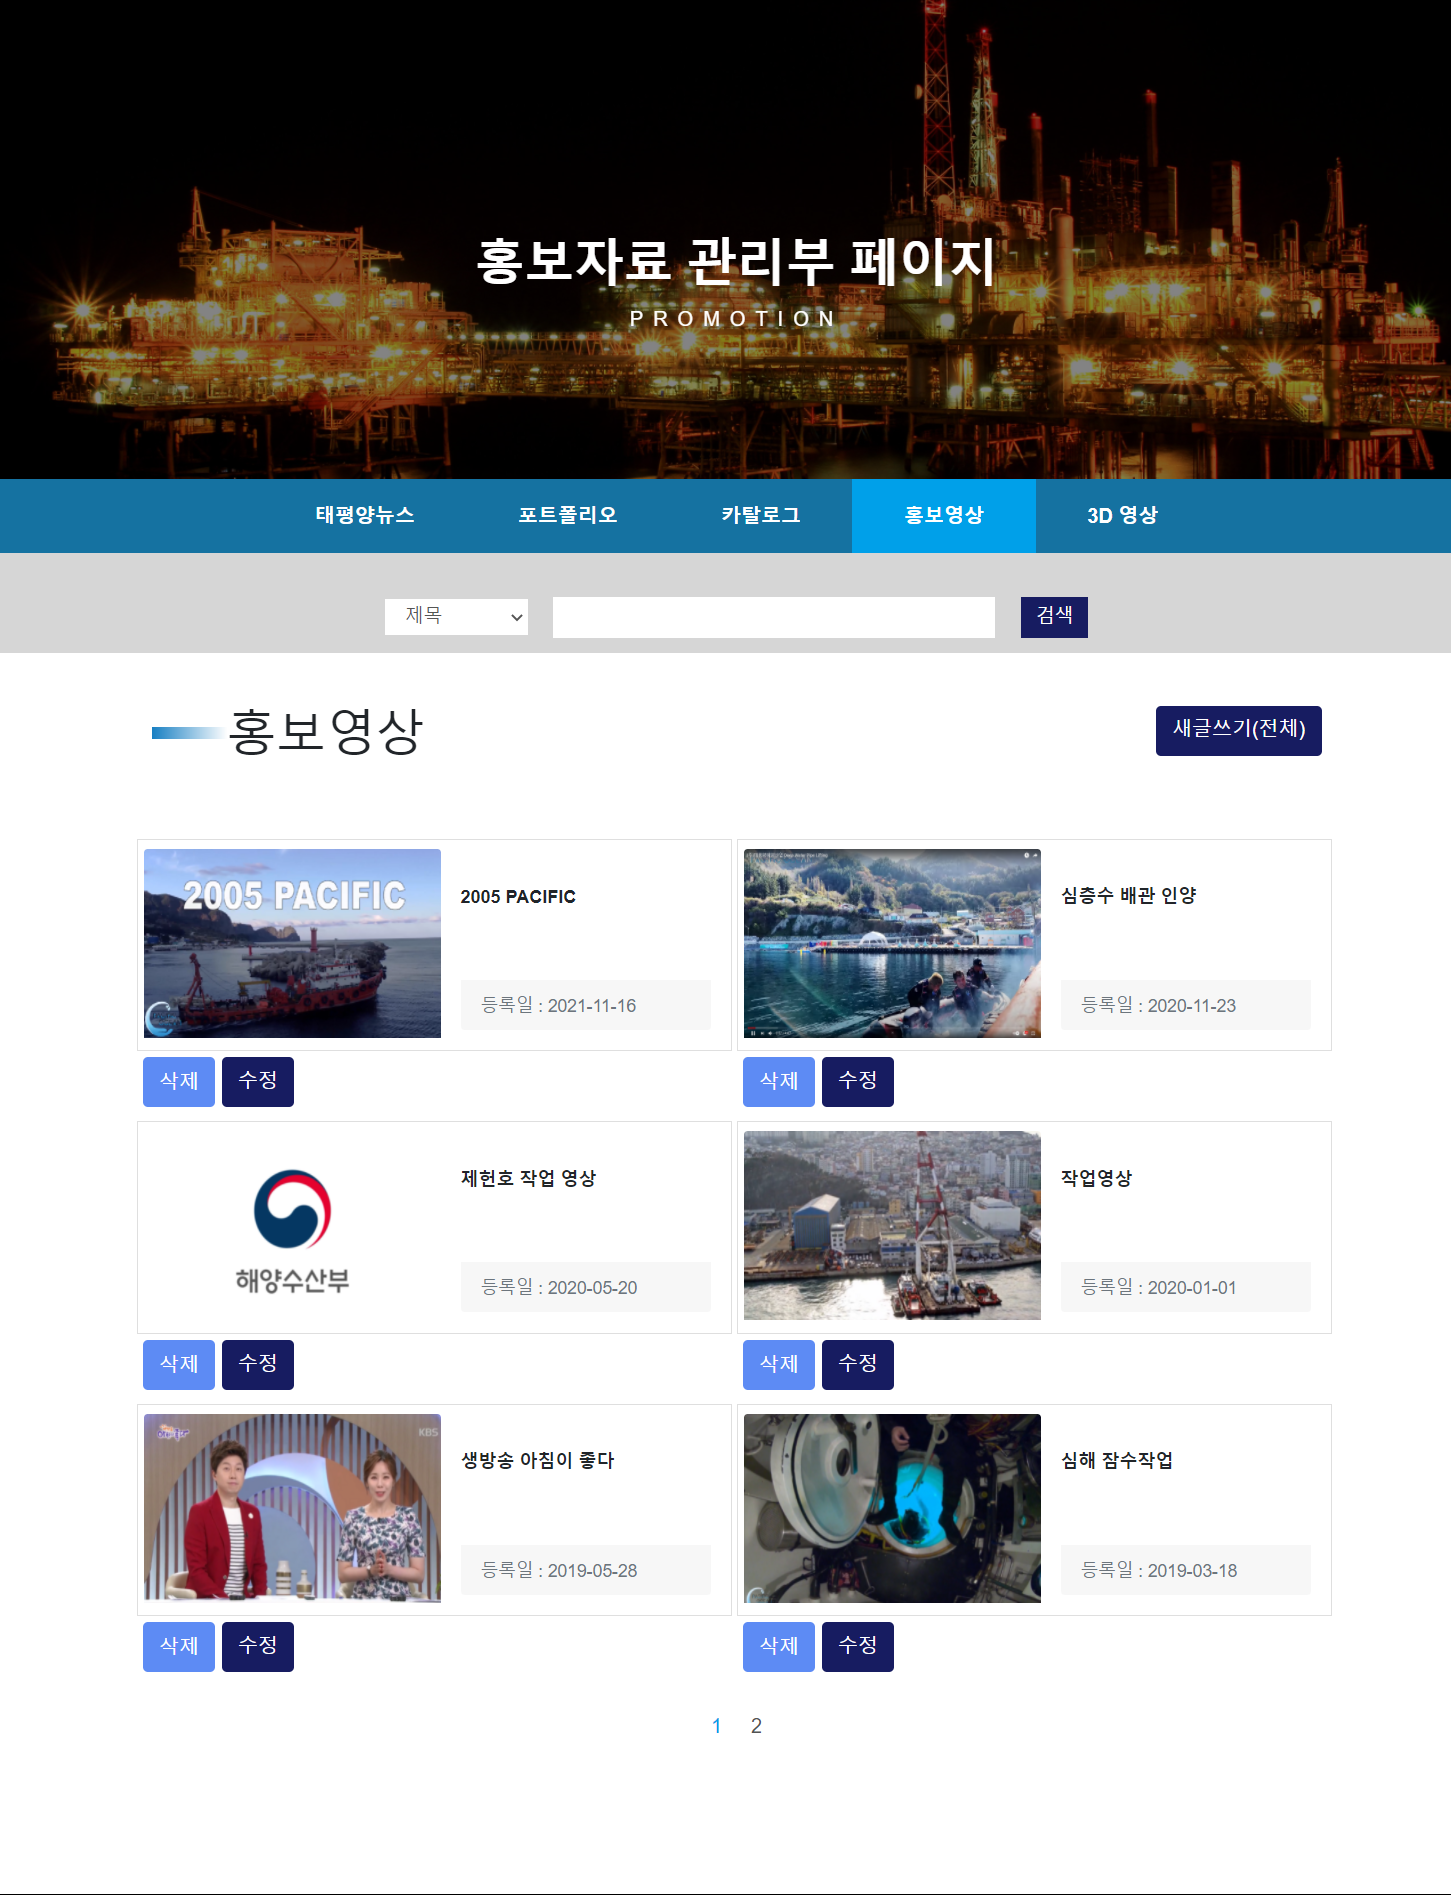 홍보자료 관리부 페이지
PROMOTION
태평양뉴스 포트폴리오 카탈로그 홍보영상 3D 영상
제목 검색
홍보영상 새글쓰기(전체)
2005 PACIFIC
2005 PACIFIC
등록일 : 2021-11-16
심층수 배관 인양
등록일 : 2020-11-23
삭제 수정 삭제 수정
해양수산부
제헌호 작업 영상
등록일 : 2020-05-20
작업영상
등록일 : 2020-01-01
삭제 수정 삭제 수정
KBS
생방송 아침이 좋다
등록일 : 2019-05-28
심해 잠수작업
등록일 : 2019-03-18
삭제 수정 삭제 수정
1 2